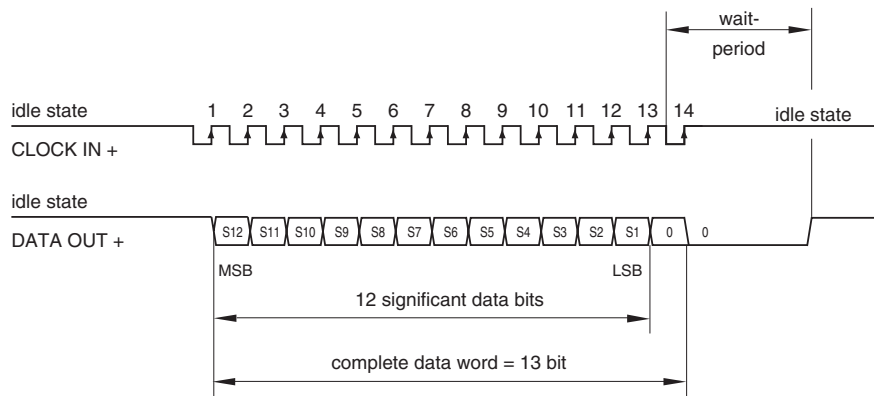 wait-
period
idle state 1 2 3 4 5 6 7 8 9 10 11 12 13 14 idle state
CLOCK IN +
idle state
DATA OUT + S12 S11 S10 S9 S8 S7 S6 S5 S4 S3 S2 S1 0 0
MSB LSB
12 significant data bits
complete data word = 13 bit